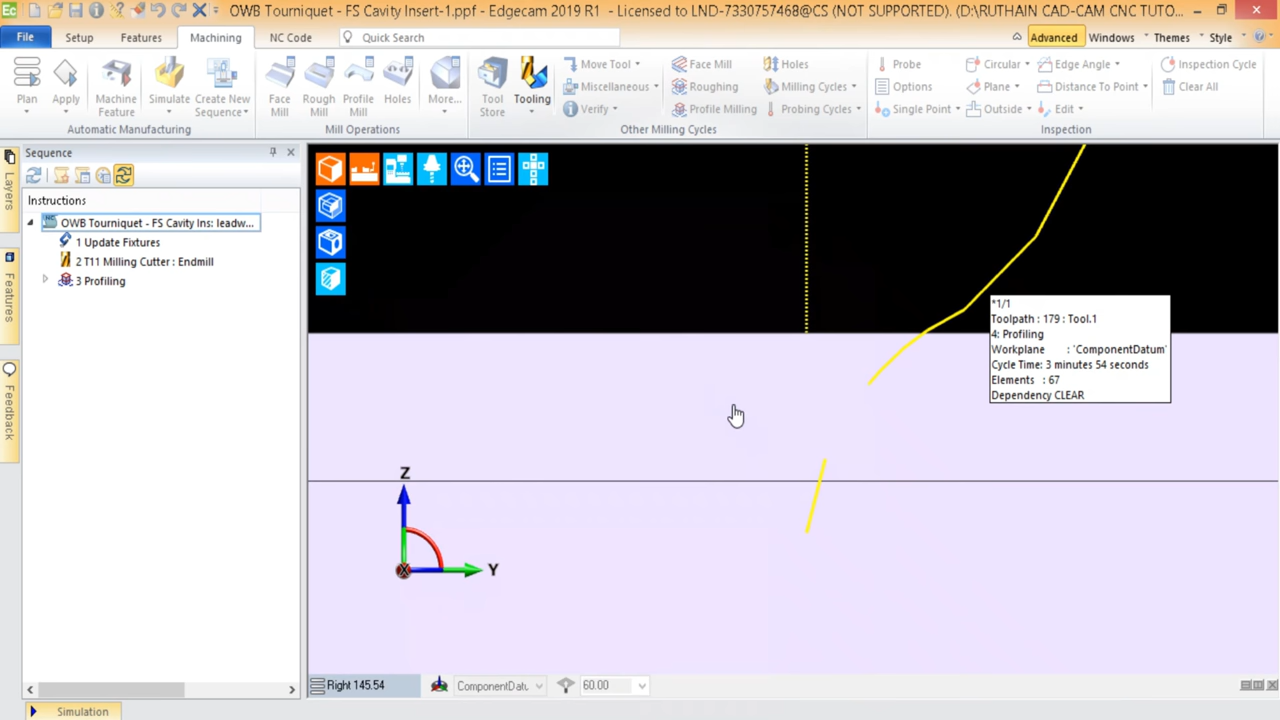 Ec
OWB Tourniquet - FS Cavity Insert-1.ppf - Edgecam 2019 R1 - Licensed to LMS-7330757468@CS (NOT SUPPORTED). (D:\RUTHAIN CAD-CAM CNC TUTO...
File Setup Features Machining NC Code Quick Search Advanced Windows Themes Style
Plan Apply Machine Feature Simulate Create New Sequence Face Mill Rough Mill Profile Mill Holes More... Tool Store Tooling
Move Tool Face Mill Holes Probe Circular Edge Angle Inspection Cycle
Miscellaneous Roughing Milling Cycles Options Plane Distance To Point Clear All
Verify Profile Milling Probing Cycles Single Point Outside Edit
Automatic Manufacturing Mill Operations Other Milling Cycles Inspection
Layers
Features
Feedback
Sequence
Instructions
OWB Tourniquet - FS Cavity Ins: leadw...
1 Update Fixtures
2 T11 Milling Cutter : Endmill
3 Profiling
*1/1
Toolpath : 179 : Tool.1
4: Profiling
Workplane : 'ComponentDatum'
Cycle Time: 3 minutes 54 seconds
Elements : 67
Dependency CLEAR
Z
X
Y
Right 145.54 ComponentDatu 60.00
Simulation